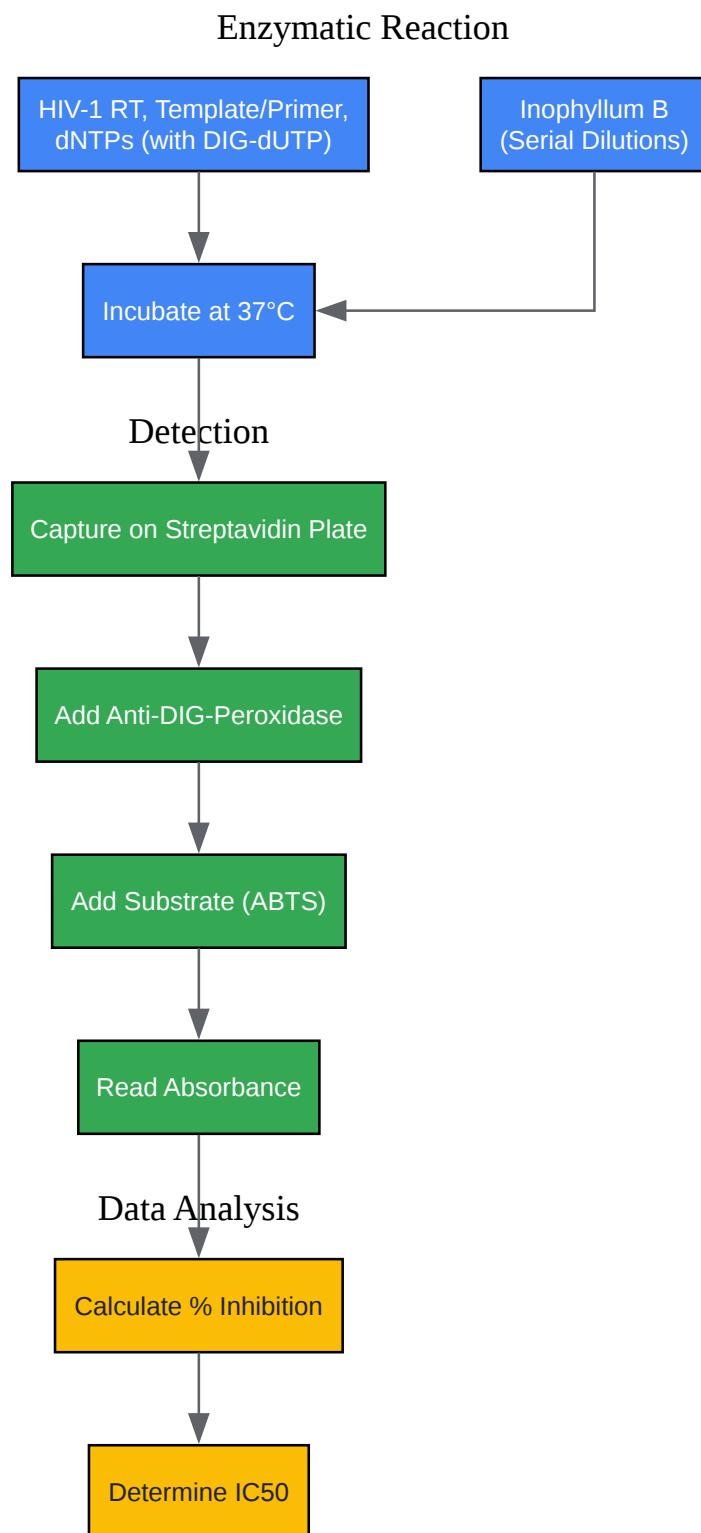 Enzymatic Reaction
HIV-1 RT, Template/Primer,
dNTPs (with DIG-dUTP)
Inophyllum B
(Serial Dilutions)
Incubate at 37°C
Detection
Capture on Streptavidin Plate
Add Anti-DIG-Peroxidase
Add Substrate (ABTS)
Read Absorbance
Data Analysis
Calculate % Inhibition
Determine IC50